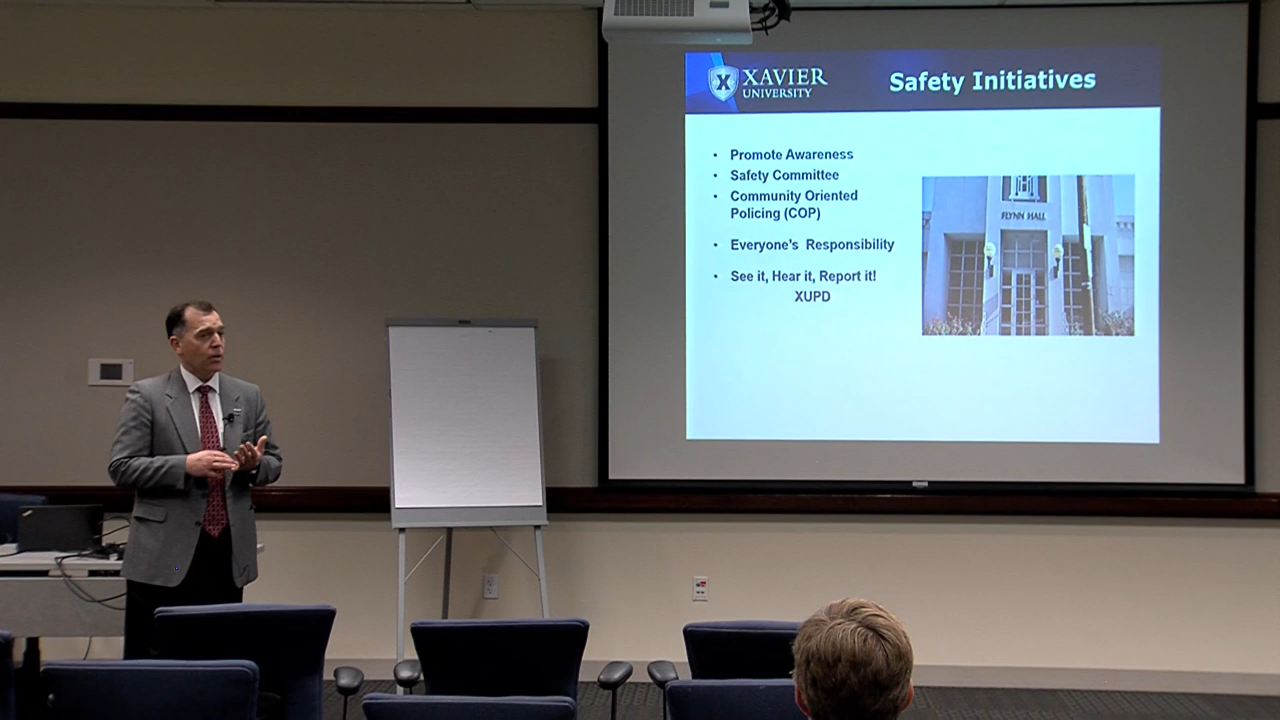 XAVIER
UNIVERSITY
Safety Initiatives
• Promote Awareness
• Safety Committee
• Community Oriented
Policing (COP)
• Everyone's Responsibility
• See it, Hear it, Report it!
XUPD
FLYNN HALL